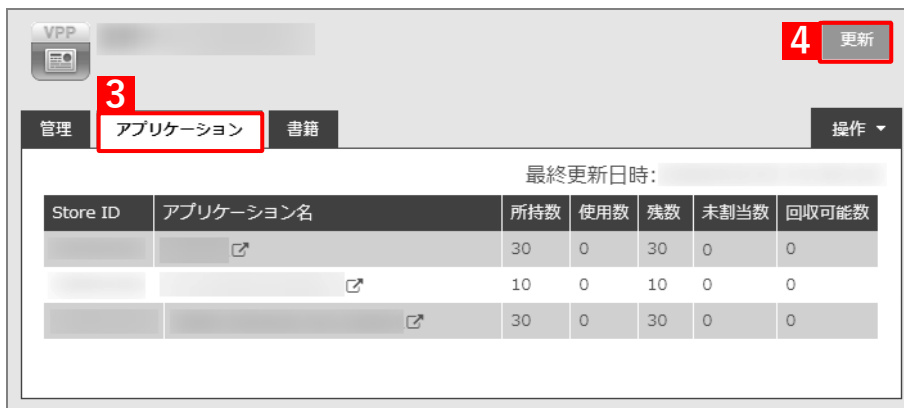 VPP
4 更新
3
管理 アプリケーション 書籍 操作
最終更新日時:
Store ID アプリケーション名 所持数 使用数 残数 未割当数 回収可能数
30 0 30 0 0
10 0 10 0 0
30 0 30 0 0